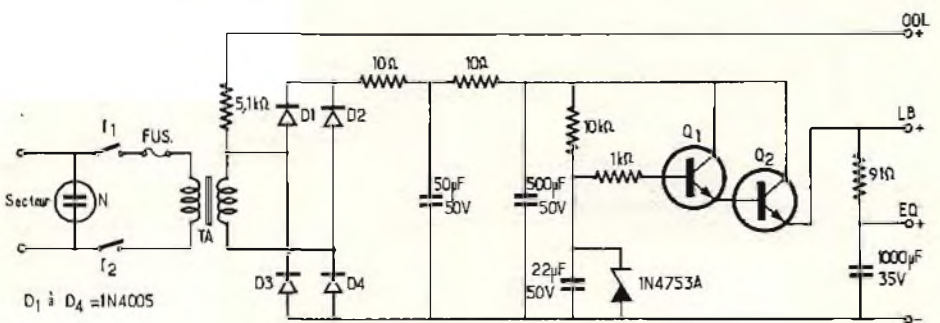 OOL
10Ω
10Ω
5,1kΩ
D1
D2
LB
I1
FUS.
10kΩ
Q1
1kΩ
Q2
91Ω
Secteur
N
50µF
50V
500µF
50V
EQ
TA
22µF
50V
1N4753A
1000µF
35V
I2
D3
D4
D1 à D4 =1N4005